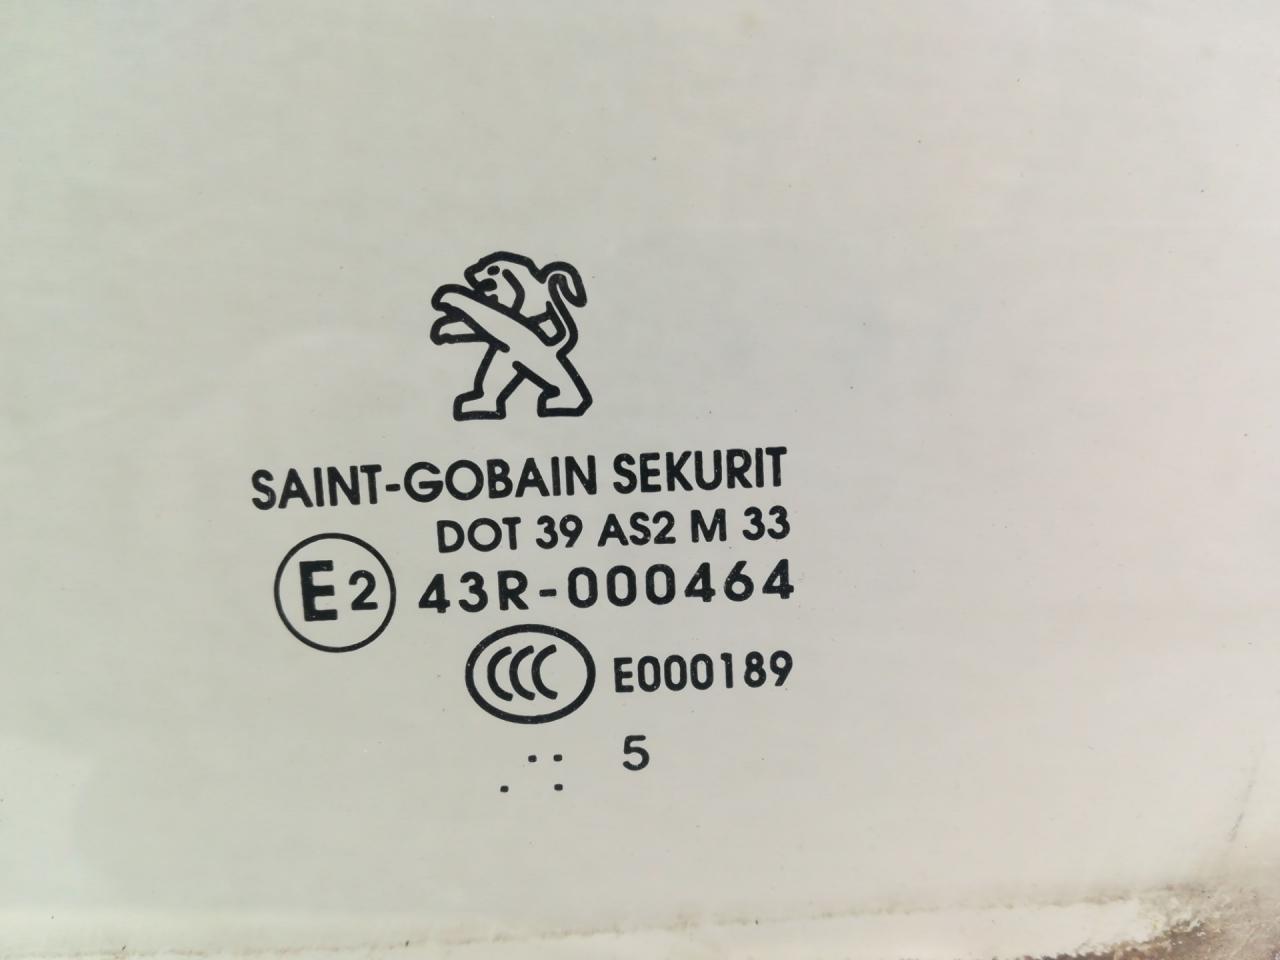 SAINT-GOBAIN SEKURIT
DOT 39 AS2 M 33
E2 43R-000464
CCC E000189
.. 5
. :